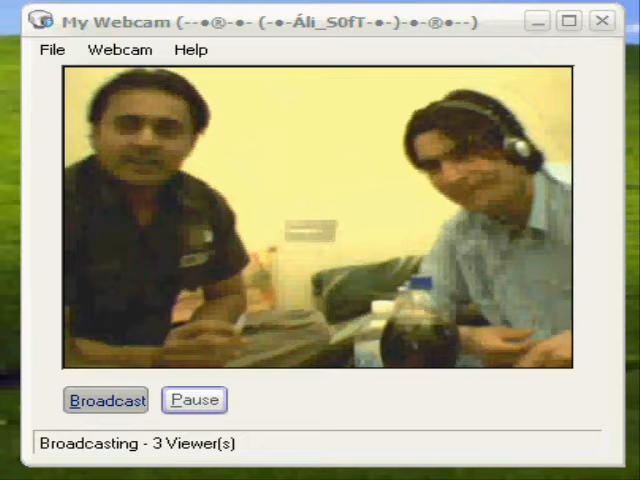 My Webcam (--•®-•- (-•-Áli_S0fT-•-)-•-®•--)
File Webcam Help
Broadcast Pause
Broadcasting - 3 Viewer(s)